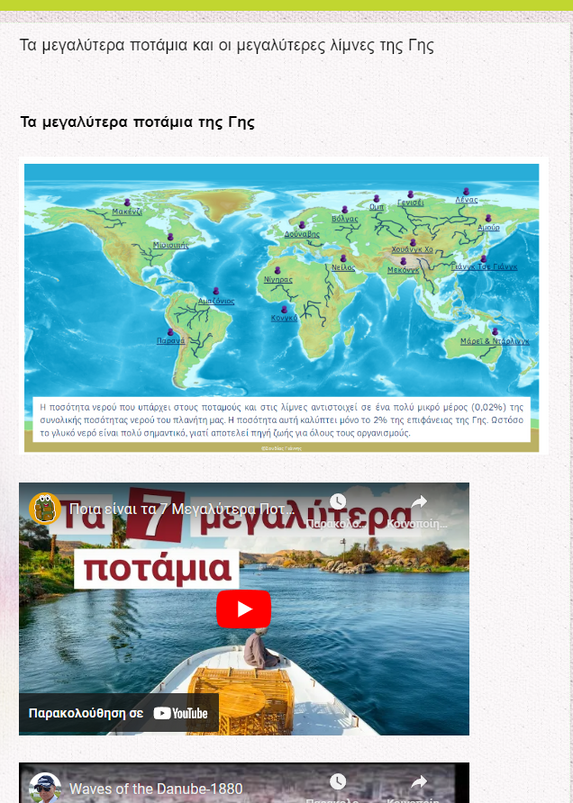 Τα μεγαλύτερα ποτάμια και οι μεγαλύτερες λίμνες της Γης
Τα μεγαλύτερα ποτάμια της Γης
Μακένζι
Λένας
Γενισέι
Ομπ
Βόλγας
Αμούρ
Δούναβης
Μισισιπής
Χουάνγκ Χο
Γιάνγκ Τσε Γιάνγκ
Νείλος
Μεκόνγκ
Νίγηρας
Αμαζόνιος
Κονγκό
Παρανά
Μάρεϊ & Ντάρλινγκ
Η ποσότητα νερού που υπάρχει στους ποταμούς και στις λίμνες αντιστοιχεί σε ένα πολύ μικρό μέρος (0,02%) της
συνολικής ποσότητας νερού του πλανήτη μας. Η ποσότητα αυτή καλύπτει μόνο το 2% της επιφάνειας της Γης. Ωστόσο
το γλυκό νερό είναι πολύ σημαντικό, γιατί αποτελεί πηγή ζωής για όλους τους οργανισμούς.
Ποια είναι τα 7 Μεγαλύτερα Ποτ...
Παρακολο...
Κοινοποίη...
Τα 7 μεγαλύτερα
ποτάμια
Παρακολούθηση σε YouTube
Waves of the Danube-1880